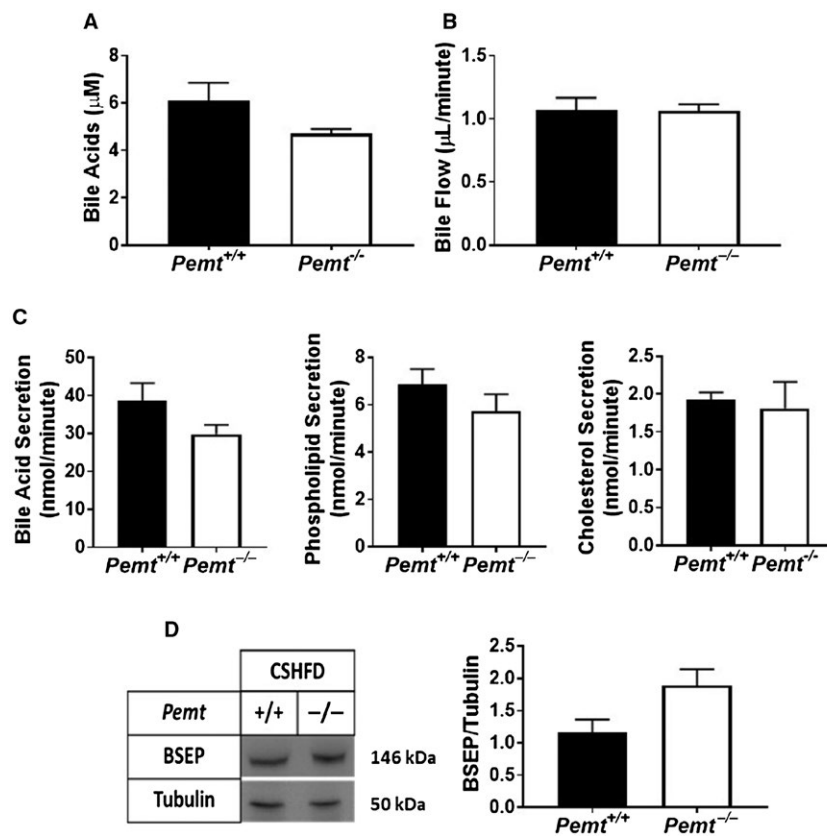 A
Bile Acids (μM)
8
6
4
2
0
Pemt+/+
Pemt-/-
B
Bile Flow (μL/minute)
1.5
1.0
0.5
0.0
Pemt+/+
Pemt−/−
C
Bile Acid Secretion
(nmol/minute)
50
40
30
20
10
0
Pemt+/+ Pemt−/−
Phospholipid Secretion
(nmol/minute)
8
6
4
2
0
Pemt+/+ Pemt−/−
Cholesterol Secretion
(nmol/minute)
2.5
2.0
1.5
1.0
0.5
0.0
Pemt+/+ Pemt-/-
D
CSHFD
Pemt +/+ −/−
BSEP 146 kDa
Tubulin 50 kDa
BSEP/Tubulin
2.5
2.0
1.5
1.0
0.5
0.0
Pemt+/+
Pemt−/−